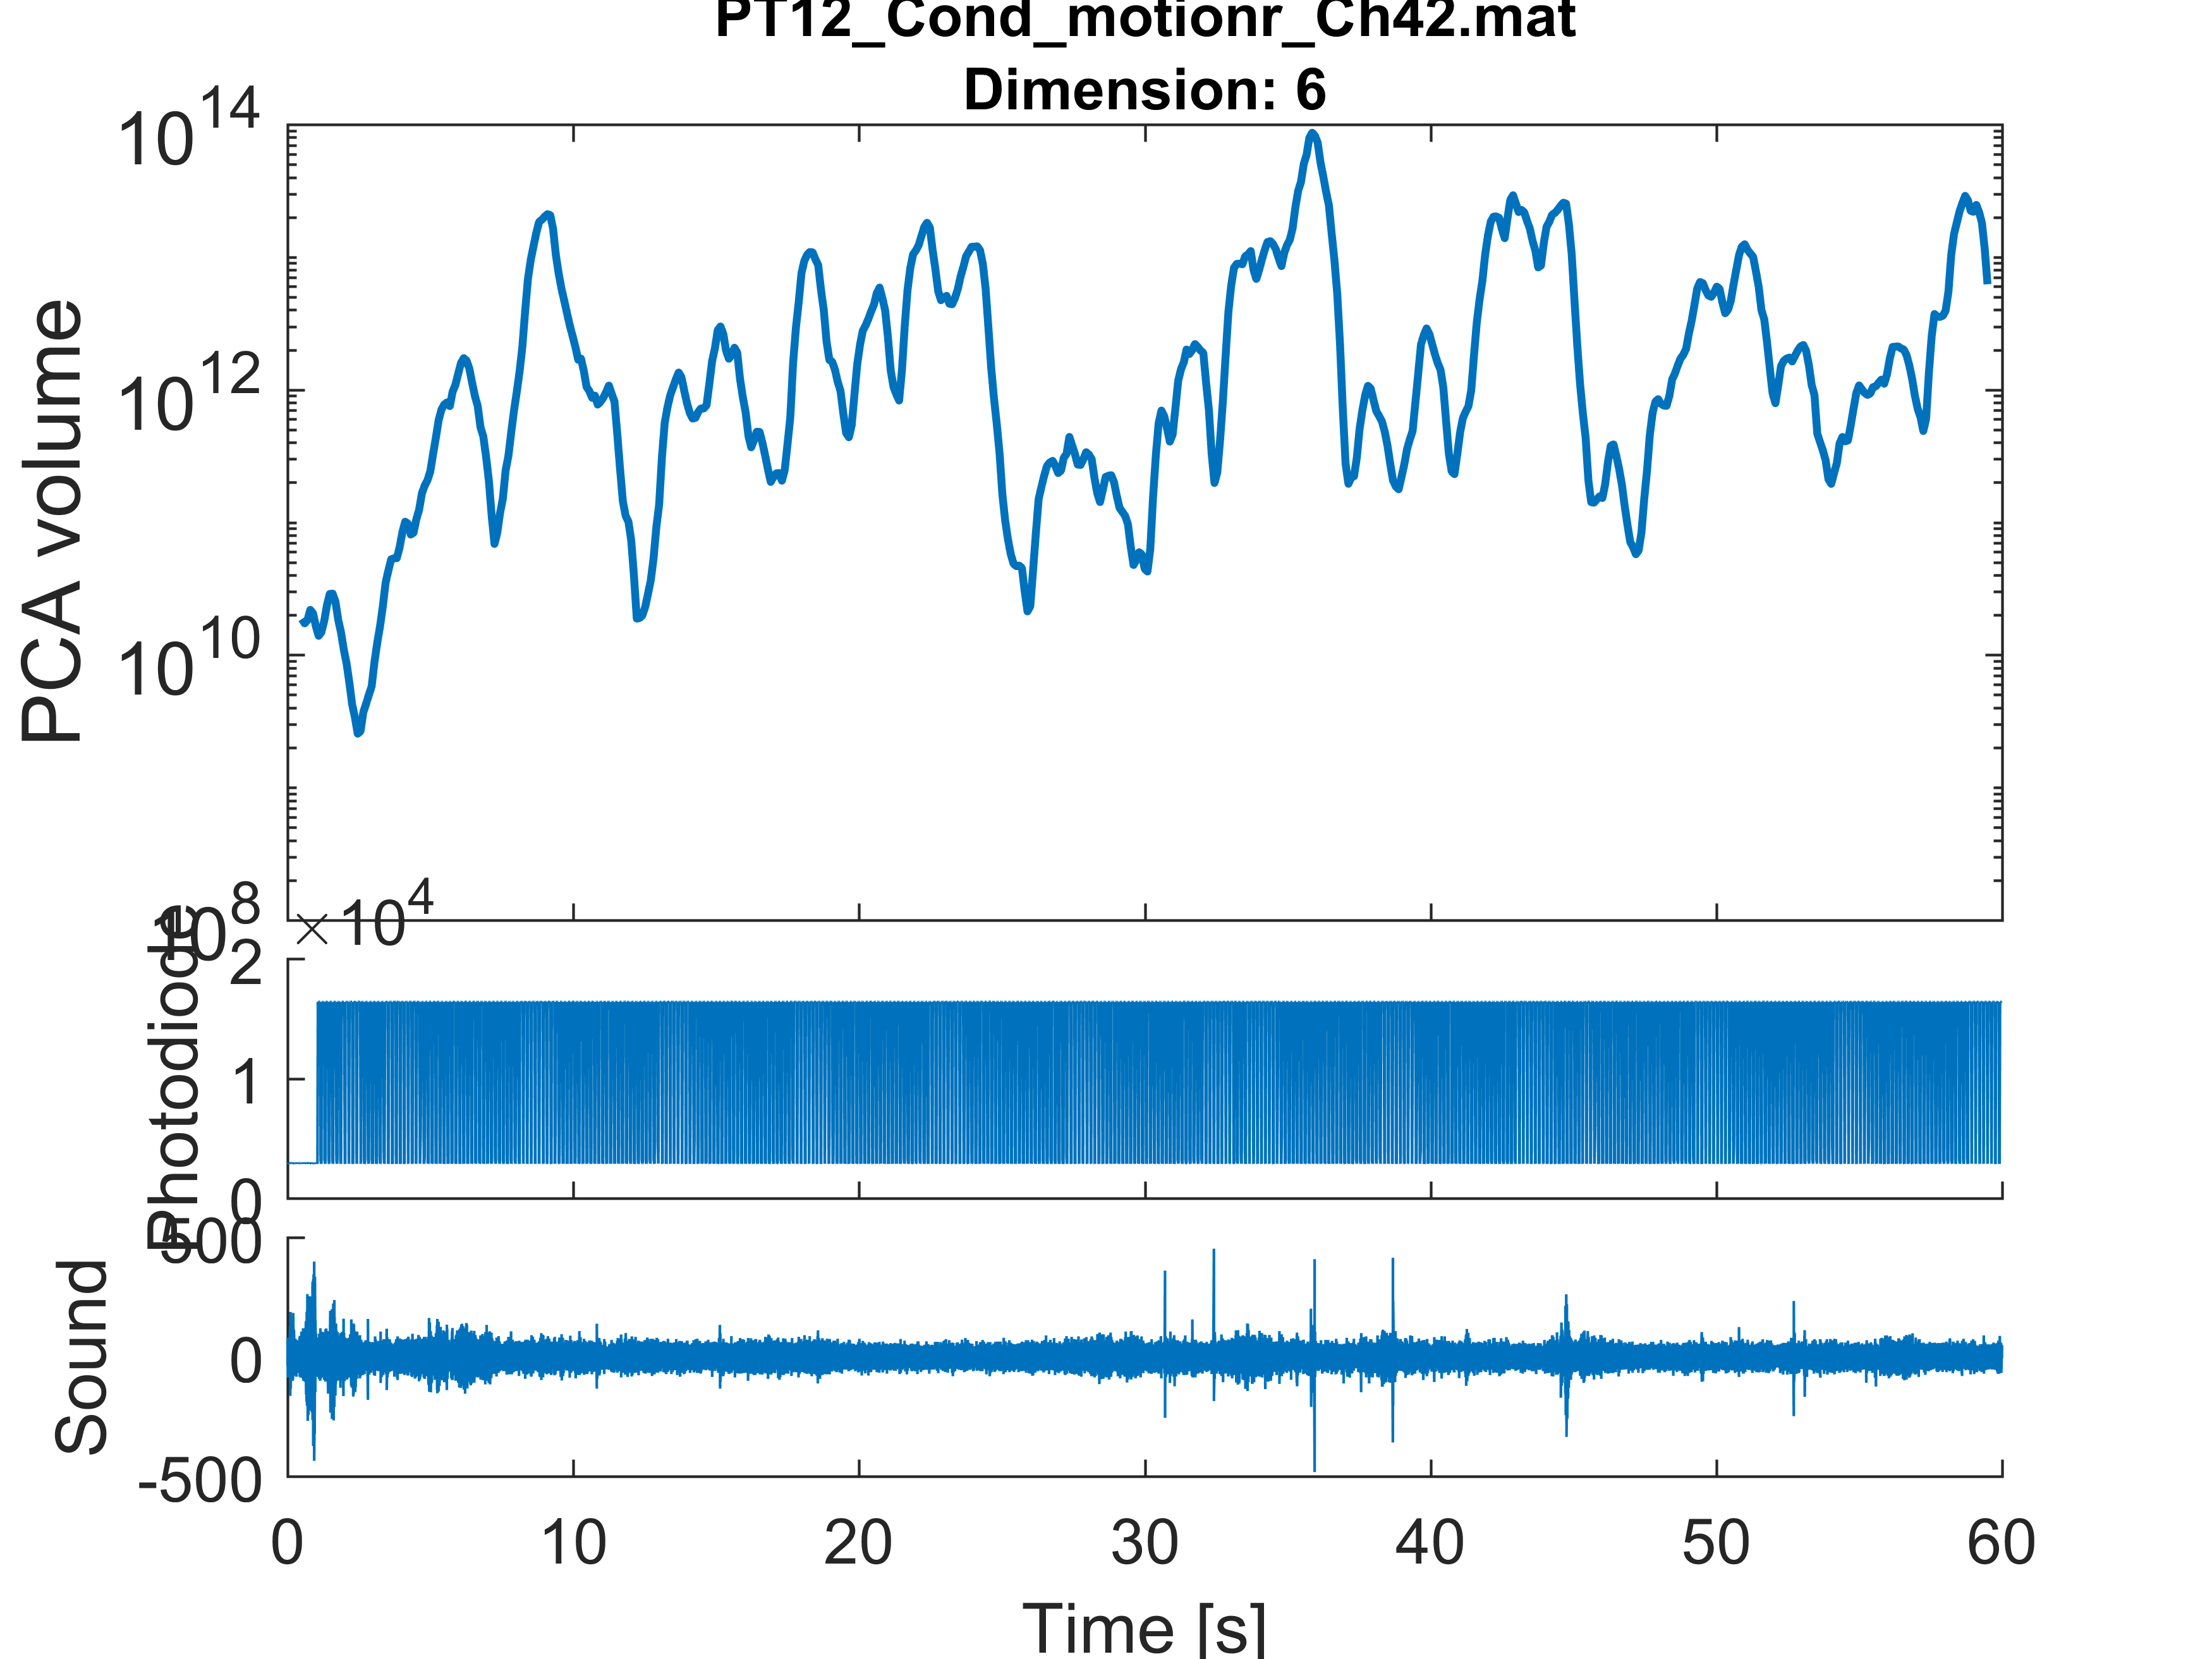 PT12_Cond_motionr_Ch42.mat
Dimension: 6
PCA volume
10^14
10^12
10^10
10^8
×10^4
Photodiode
2
1
0
Sound
500
0
-500
0 10 20 30 40 50 60
Time [s]